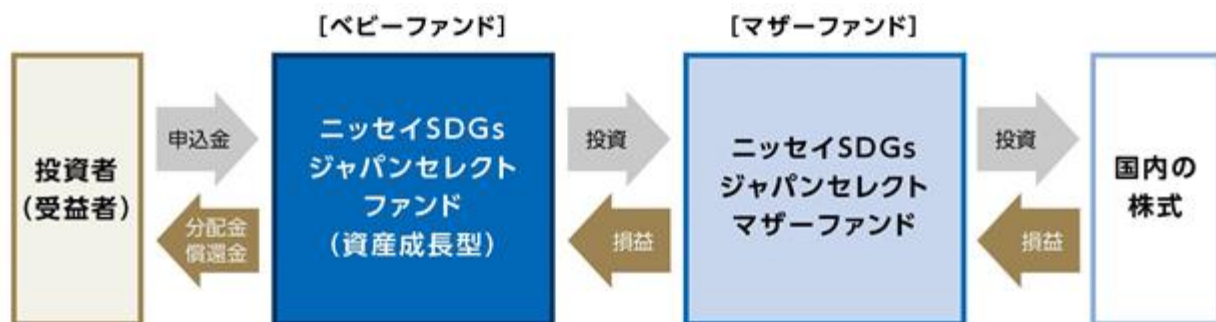 [ベビーファンド]
[マザーファンド]
投資者
(受益者)
申込金
分配金
償還金
ニッセイSDGs
ジャパンセレクト
ファンド
(資産成長型)
投資
損益
ニッセイSDGs
ジャパンセレクト
マザーファンド
投資
損益
国内の
株式